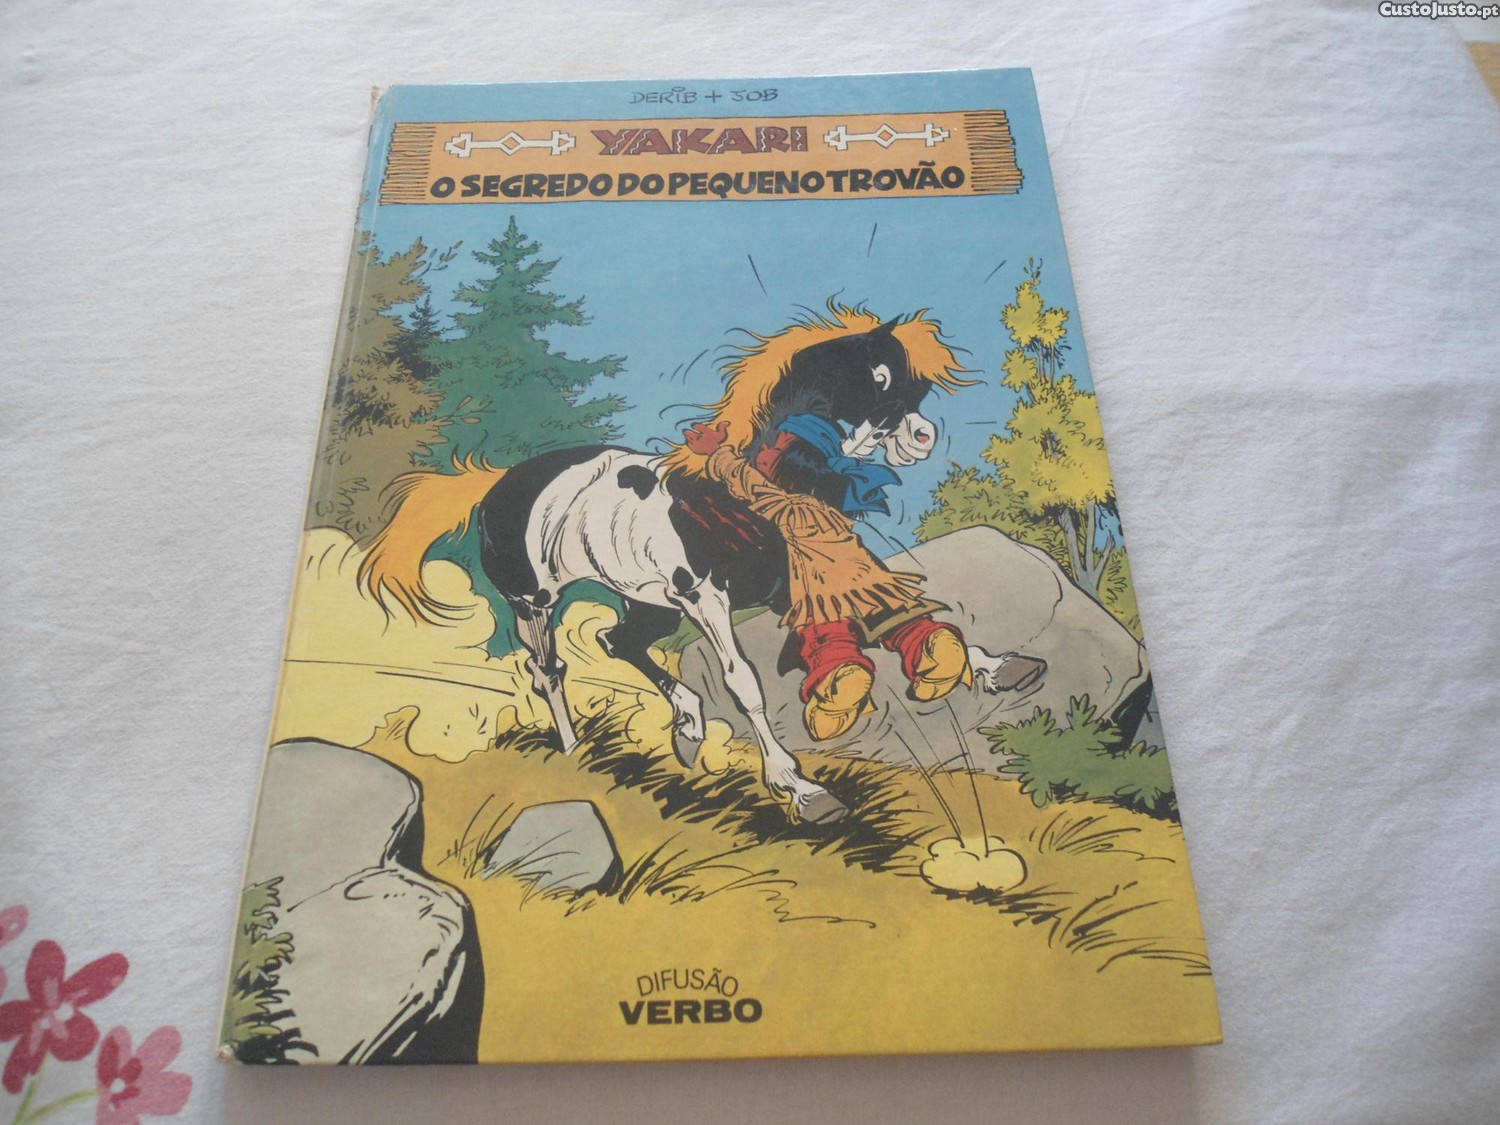 CustoJusto.pt
DERIB + JOB
YAKARI
O SEGREDO DO PEQUENO TROVÃO
DIFUSÃO
VERBO